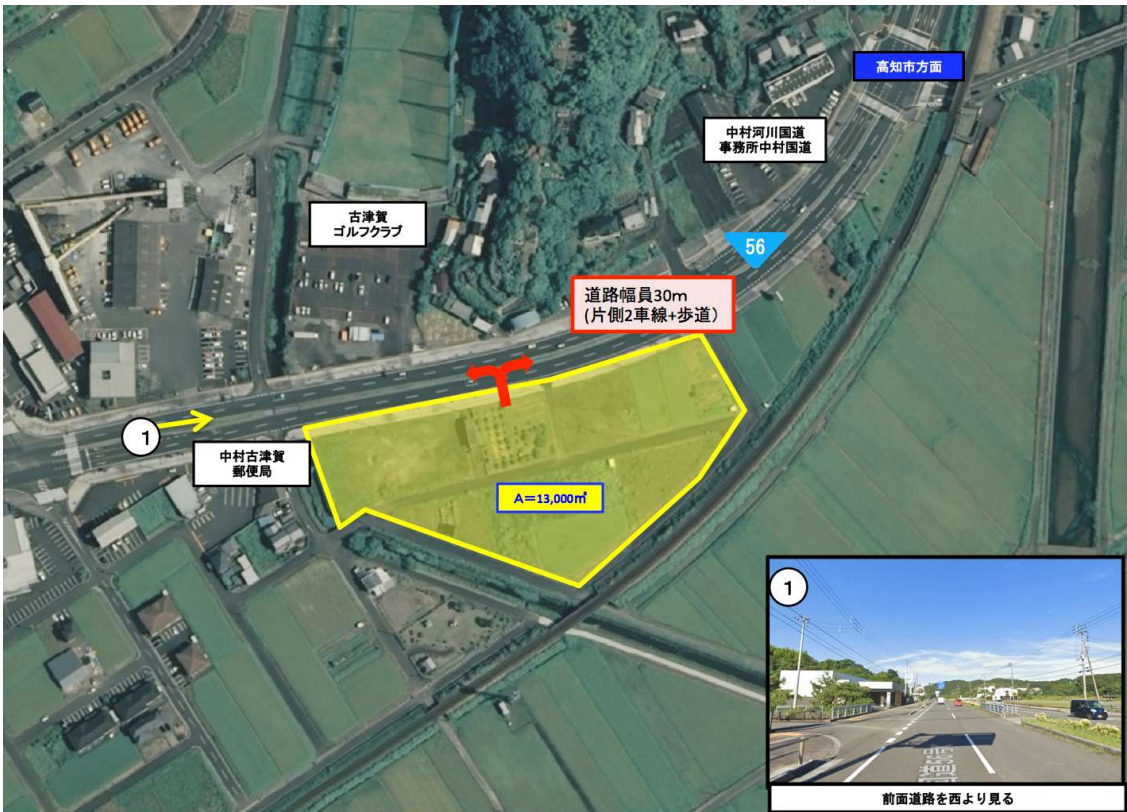 高知市方面
中村河川国道
事務所中村国道
古津賀
ゴルフクラブ
56
道路幅員30m
(片側2車線+歩道)
1
中村古津賀
郵便局
A=13,000㎡
1
前面道路を西より見る